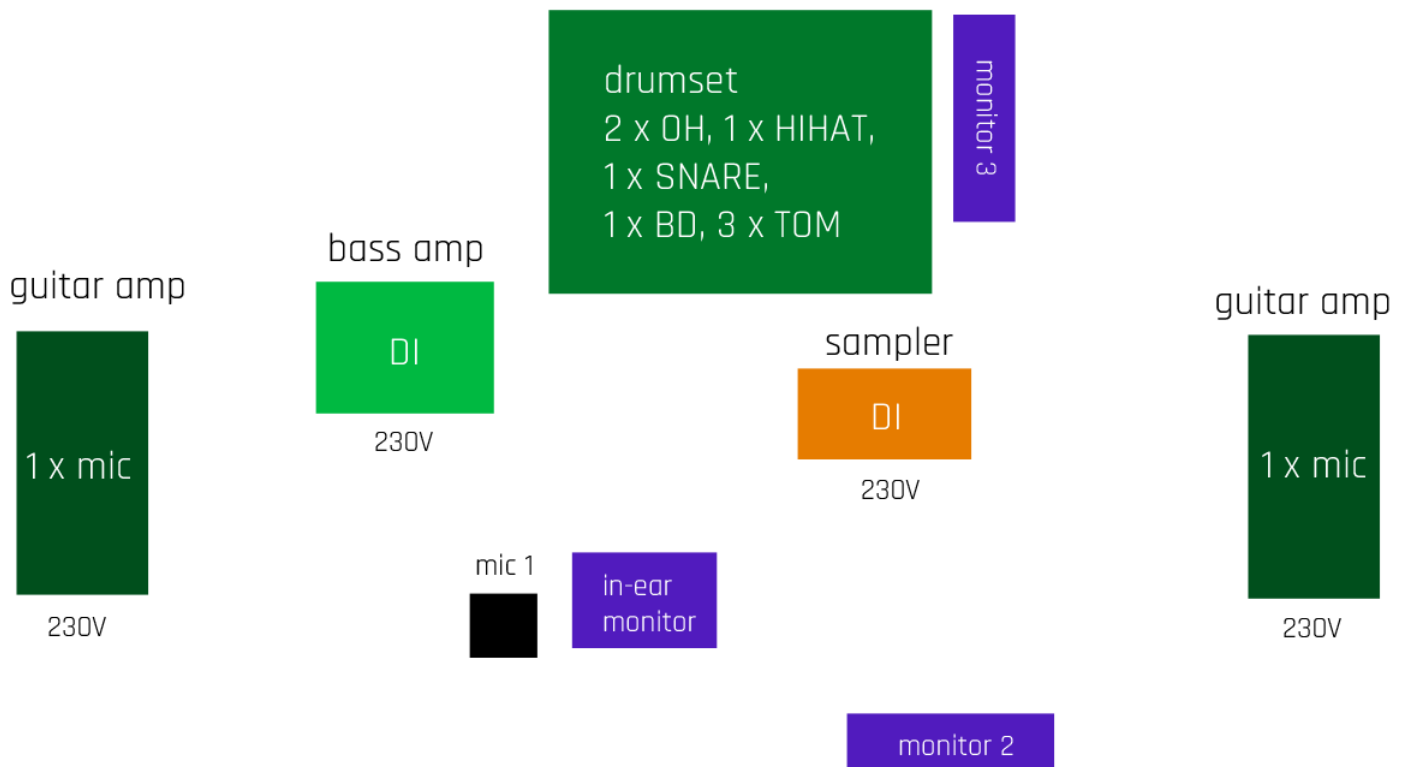 drumset
2 x OH, 1 x HIHAT,
1 x SNARE,
1 x BD, 3 x TOM
monitor 3
bass amp
DI
230V
guitar amp
1 x mic
230V
sampler
DI
230V
guitar amp
1 x mic
230V
mic 1
in-ear
monitor
monitor 2